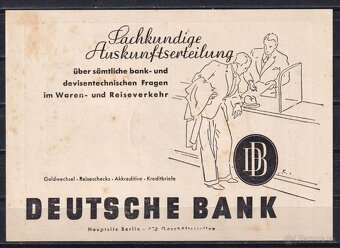 Sachkundige
Auskunftserteilung
über sämtliche bank- und
devisentechnischen Fragen
im Waren- und Reiseverkehr
DB
Geldwechsel · Reiseschecks · Akkreditive · Kreditbriefe
DEUTSCHE BANK
Hauptsitz Berlin · Geschäftsstellen